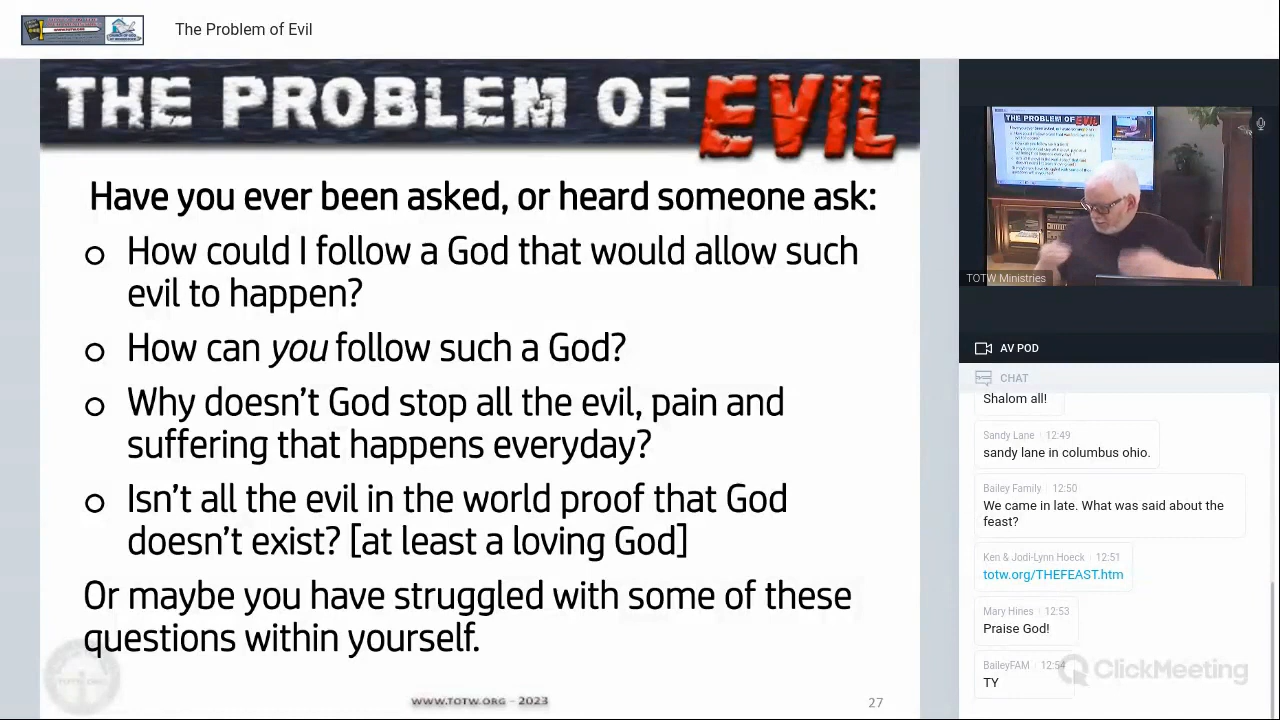 The Problem of Evil
THE PROBLEM OF EVIL
Have you ever been asked, or heard someone ask:
How could I follow a God that would allow such
evil to happen?
How can you follow such a God?
Why doesn't God stop all the evil, pain and
suffering that happens everyday?
Isn't all the evil in the world proof that God
doesn't exist? [at least a loving God]
Or maybe you have struggled with some of these
questions within yourself.
WWW.TOTW.ORG - 2023
27
THE PROBLEM OF EVIL
TOTW Ministries
AV POD
CHAT
Shalom all!
Sandy Lane 12:49
sandy lane in columbus ohio.
Bailey Family 12:50
We came in late. What was said about the
feast?
Ken & Jodi-Lynn Hoeck 12:51
totw.org/THEFEAST.htm
Mary Hines 12:53
Praise God!
BaileyFAM 12:54
TY
ClickMeeting